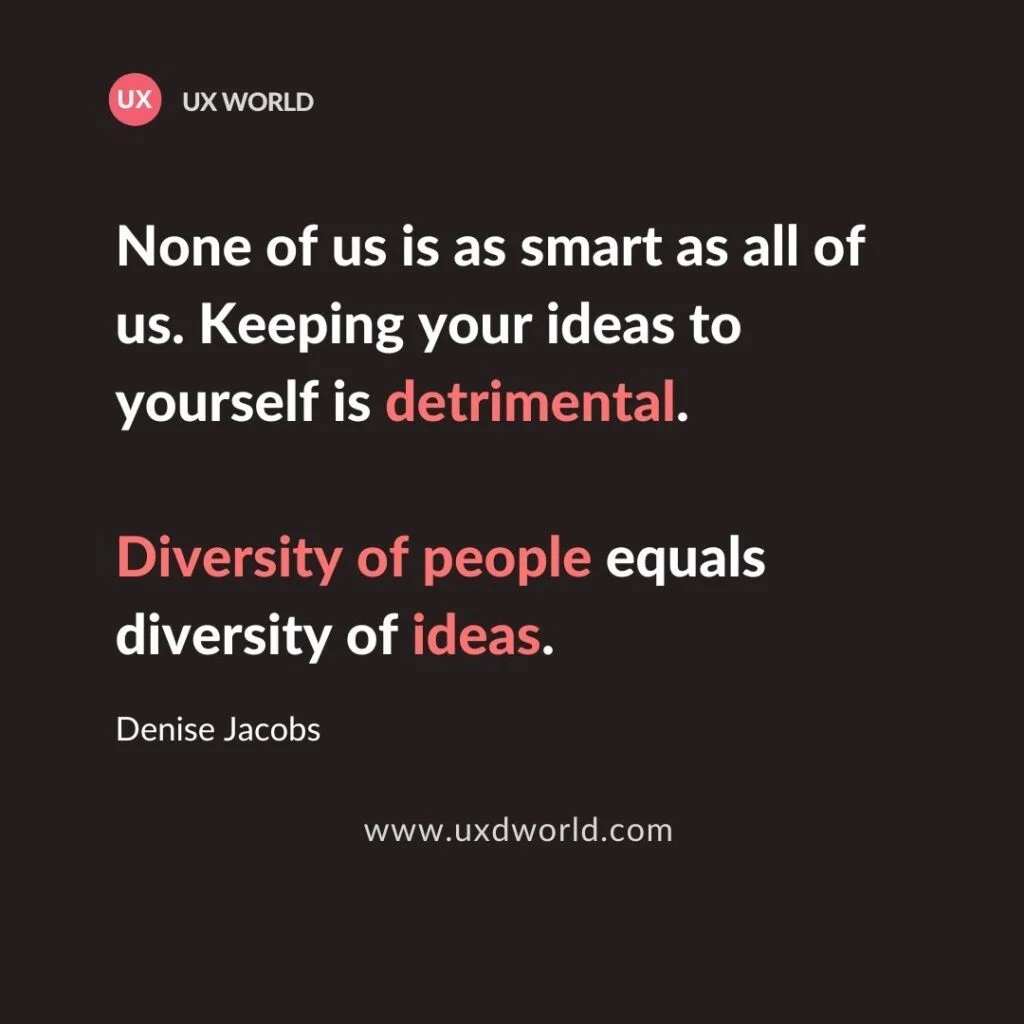 UX UX WORLD
None of us is as smart as all of
us. Keeping your ideas to
yourself is detrimental.
Diversity of people equals
diversity of ideas.
Denise Jacobs
www.uxdworld.com